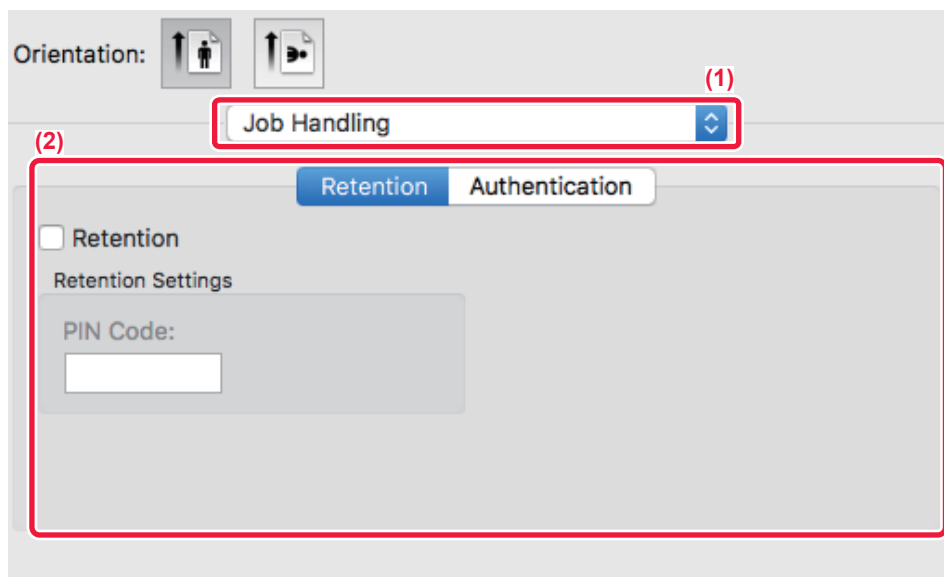 Orientation:
(1)
Job Handling
(2)
Retention Authentication
Retention
Retention Settings
PIN Code: